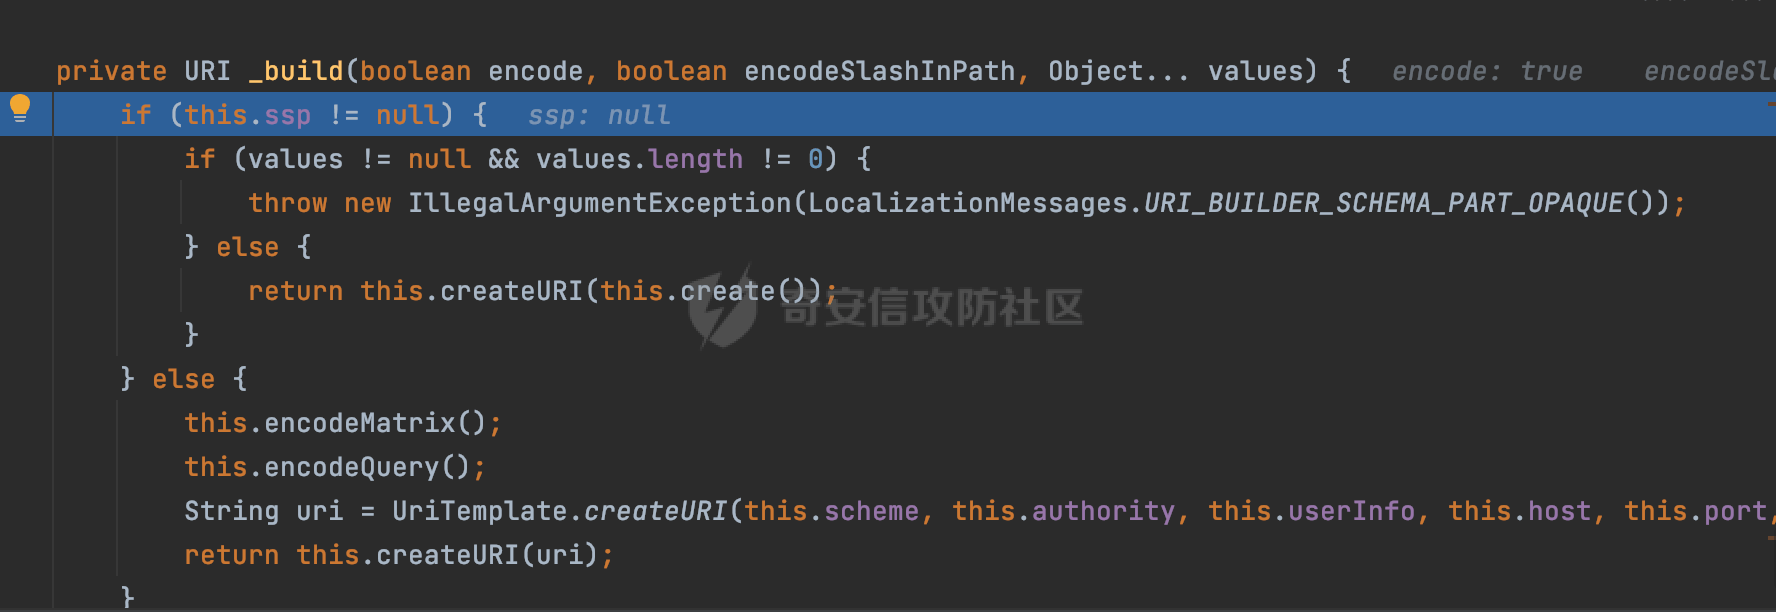 private URI _build(boolean encode, boolean encodeSlashInPath, Object... values) { encode: true encodeSl
if (this.ssp != null) { ssp: null
if (values != null && values.length != 0) {
throw new IllegalArgumentException(LocalizationMessages.URI_BUILDER_SCHEMA_PART_OPAQUE());
} else {
return this.createURI(this.create());
奇安信攻防社区
}
} else {
this.encodeMatrix();
this.encodeQuery();
String uri = UriTemplate.createURI(this.scheme, this.authority, this.userInfo, this.host, this.port,
return this.createURI(uri);
}